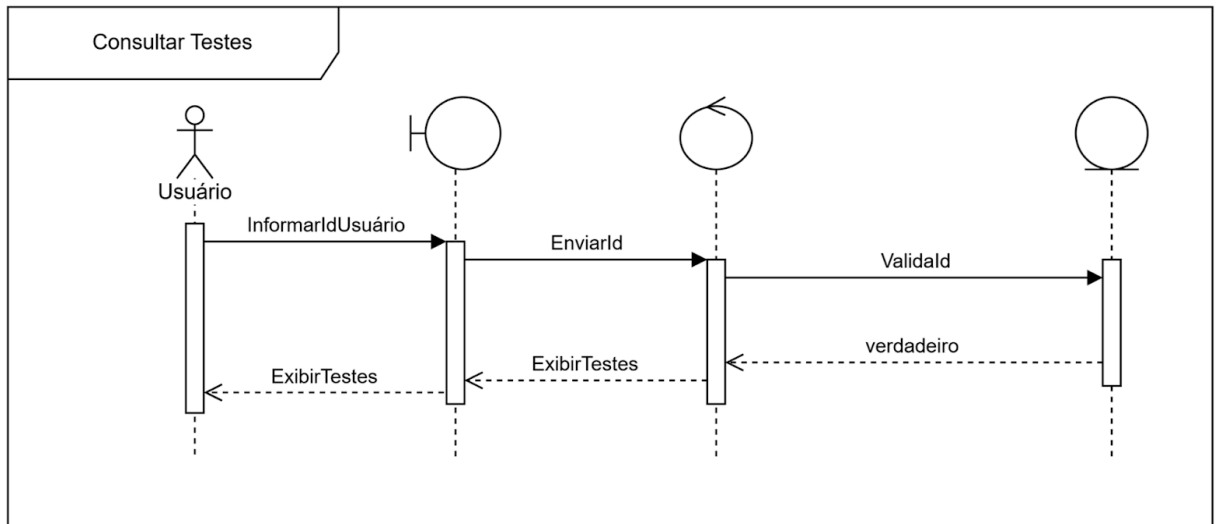 Consultar Testes
Usuário
InformarIdUsuário
EnviarId
ValidaId
verdadeiro
ExibirTestes
ExibirTestes